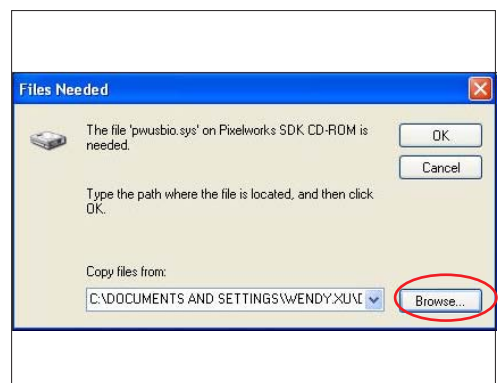 Files Needed
The file 'pwusbio.sys' on Pixelworks SDK CD-ROM is
needed.
OK
Cancel
Type the path where the file is located, and then click
OK.
Copy files from:
C:\DOCUMENTS AND SETTINGS\WENDY.XU\D
Browse...